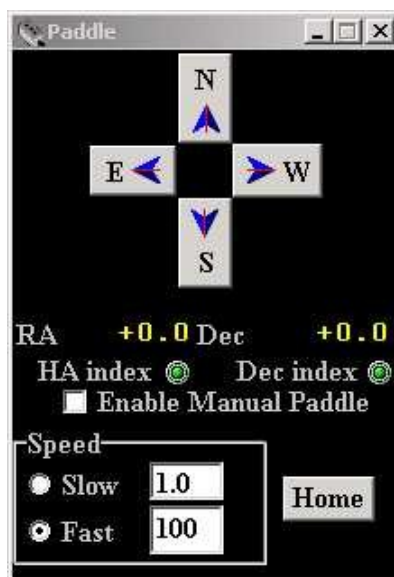 Paddle
N
E W
S
RA +0.0 Dec +0.0
HA index Dec index
Enable Manual Paddle
Speed
Slow 1.0
Fast 100
Home